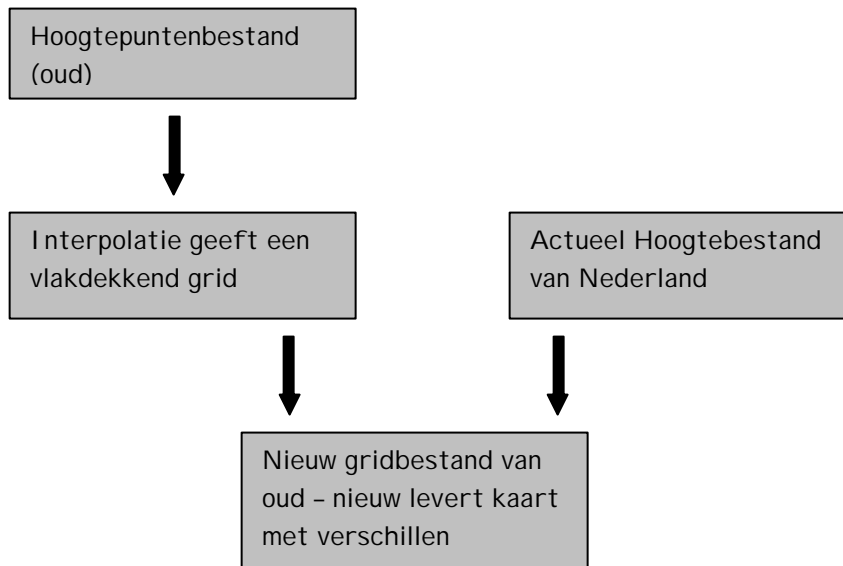 Hoogtepuntenbestand
(oud)
Interpolatie geeft een
vlakdekkend grid
Actueel Hoogtebestand
van Nederland
Nieuw gridbestand van
oud – nieuw levert kaart
met verschillen